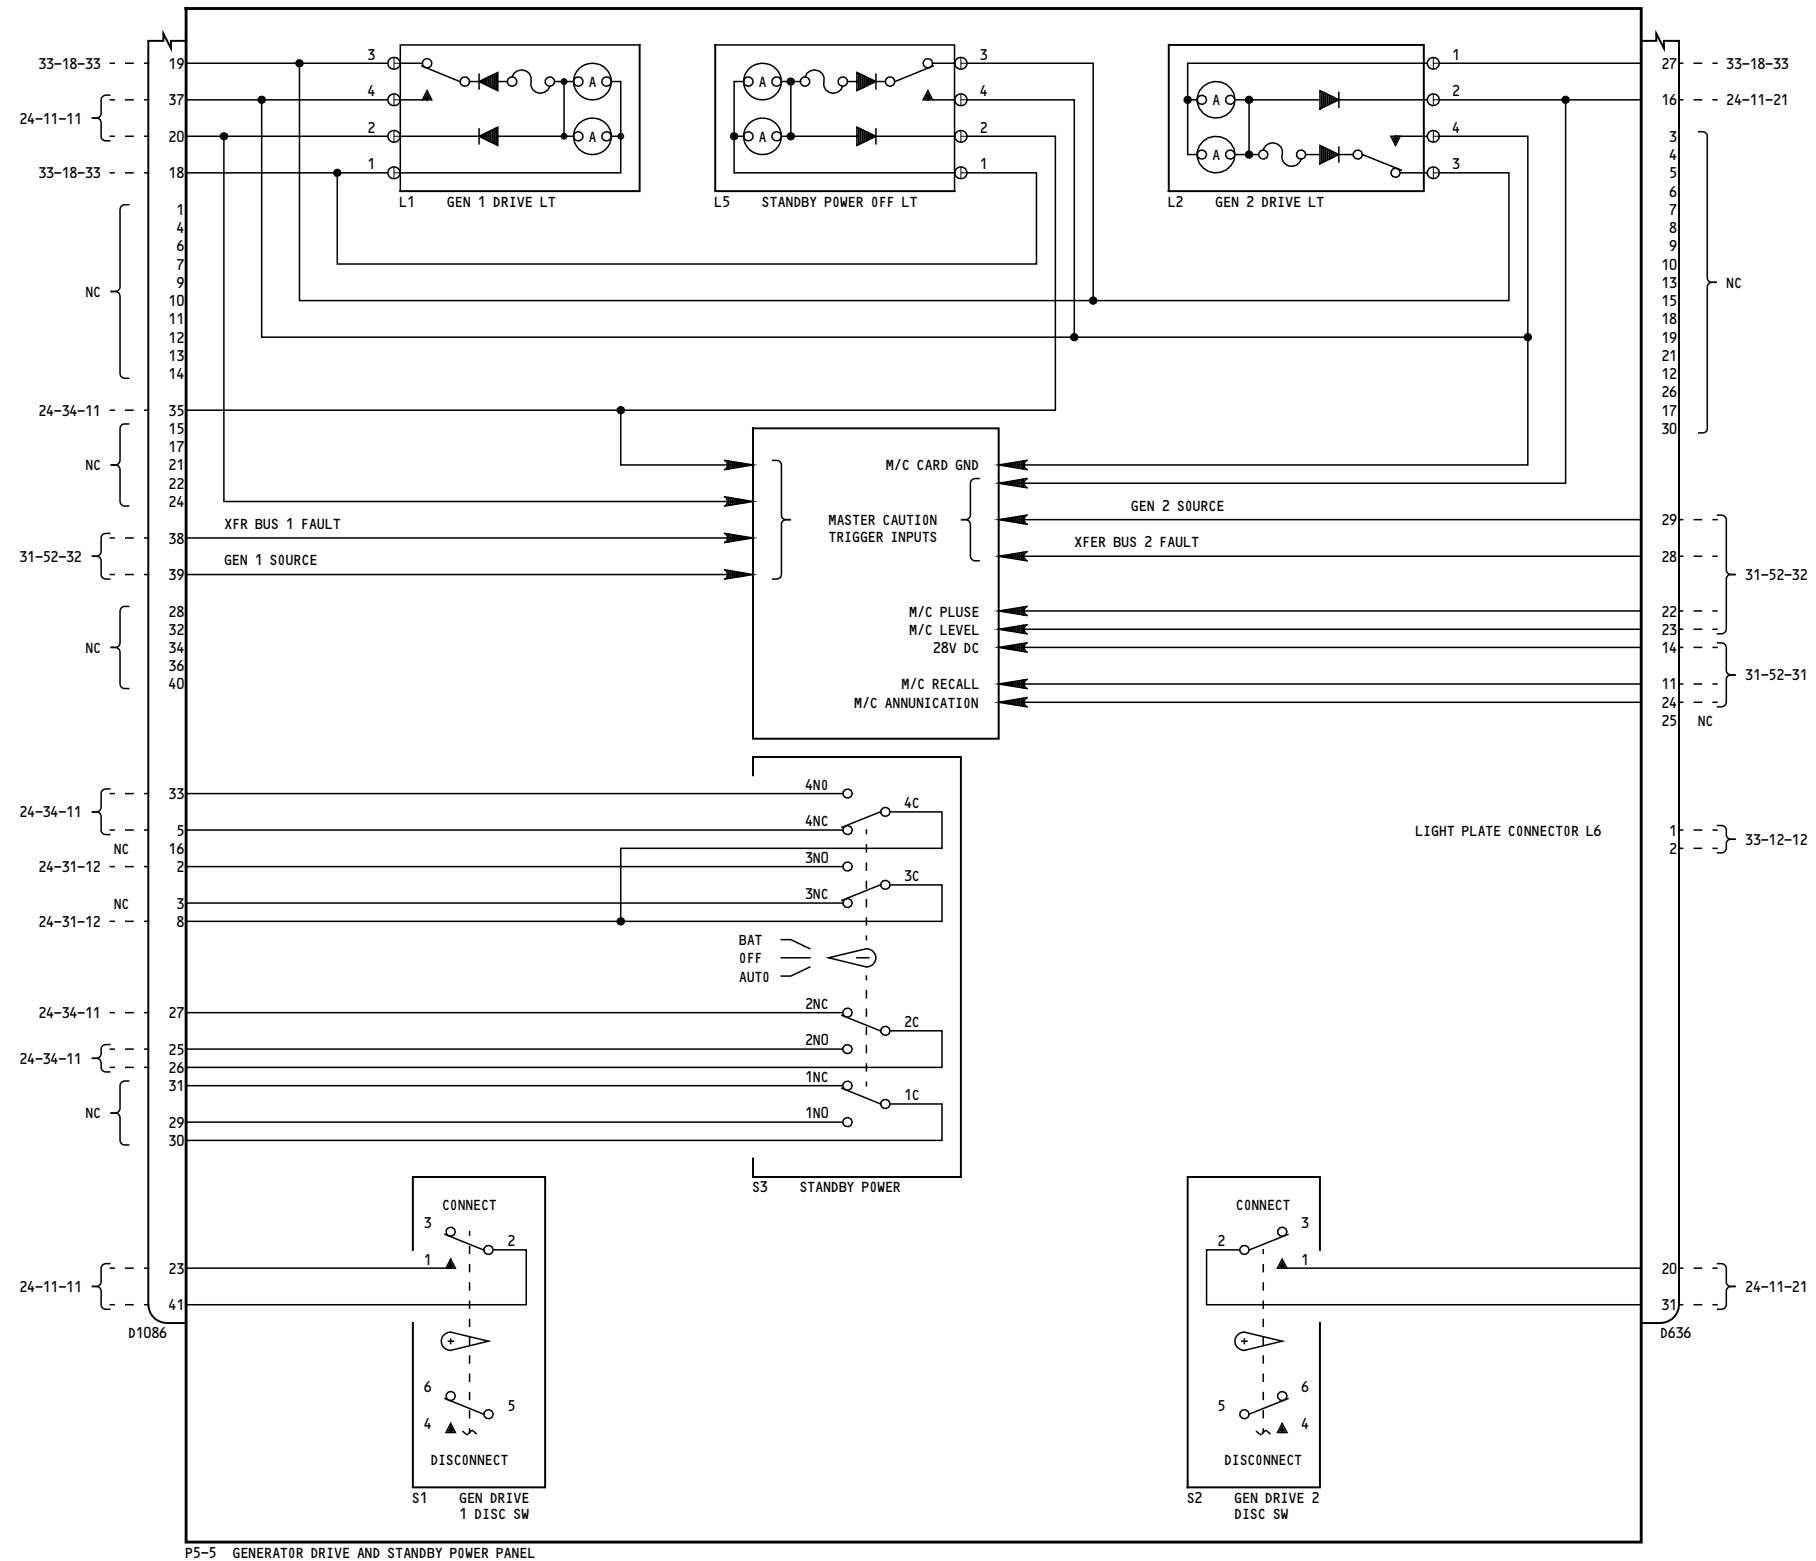 33-18-33
19
37
24-11-11
20
33-18-33
18
1
4
6
7
9
NC
10
11
12
13
14
24-34-11
35
15
17
NC
21
22
24
38
31-52-32
39
28
32
NC
34
36
40
33
24-34-11
5
NC
16
24-31-12
2
NC
3
24-31-12
8
24-34-11
27
24-34-11
25
26
31
NC
29
30
24-11-11
23
41
D1086
3
4
2
1
A
A
L1 GEN 1 DRIVE LT
A
A
3
4
2
1
L5 STANDBY POWER OFF LT
A
A
1
2
4
3
L2 GEN 2 DRIVE LT
XFR BUS 1 FAULT
GEN 1 SOURCE
M/C CARD GND
MASTER CAUTION
TRIGGER INPUTS
M/C PLUSE
M/C LEVEL
28V DC
M/C RECALL
M/C ANNUNICATION
GEN 2 SOURCE
XFER BUS 2 FAULT
4NO
4C
4NC
3NO
3C
3NC
BAT
OFF
AUTO
2NC
2C
2NO
1NC
1C
1NO
S3 STANDBY POWER
LIGHT PLATE CONNECTOR L6
CONNECT
3
2
1
+
6
5
4
DISCONNECT
S1 GEN DRIVE
1 DISC SW
CONNECT
3
2
1
+
6
5
4
DISCONNECT
S2 GEN DRIVE 2
DISC SW
27
33-18-33
16
24-11-21
3
4
5
6
7
8
9
10
13
NC
15
18
19
21
12
26
17
30
29
28
31-52-32
22
23
14
31-52-31
11
24
25 NC
1
33-12-12
2
20
24-11-21
31
D636
P5-5 GENERATOR DRIVE AND STANDBY POWER PANEL